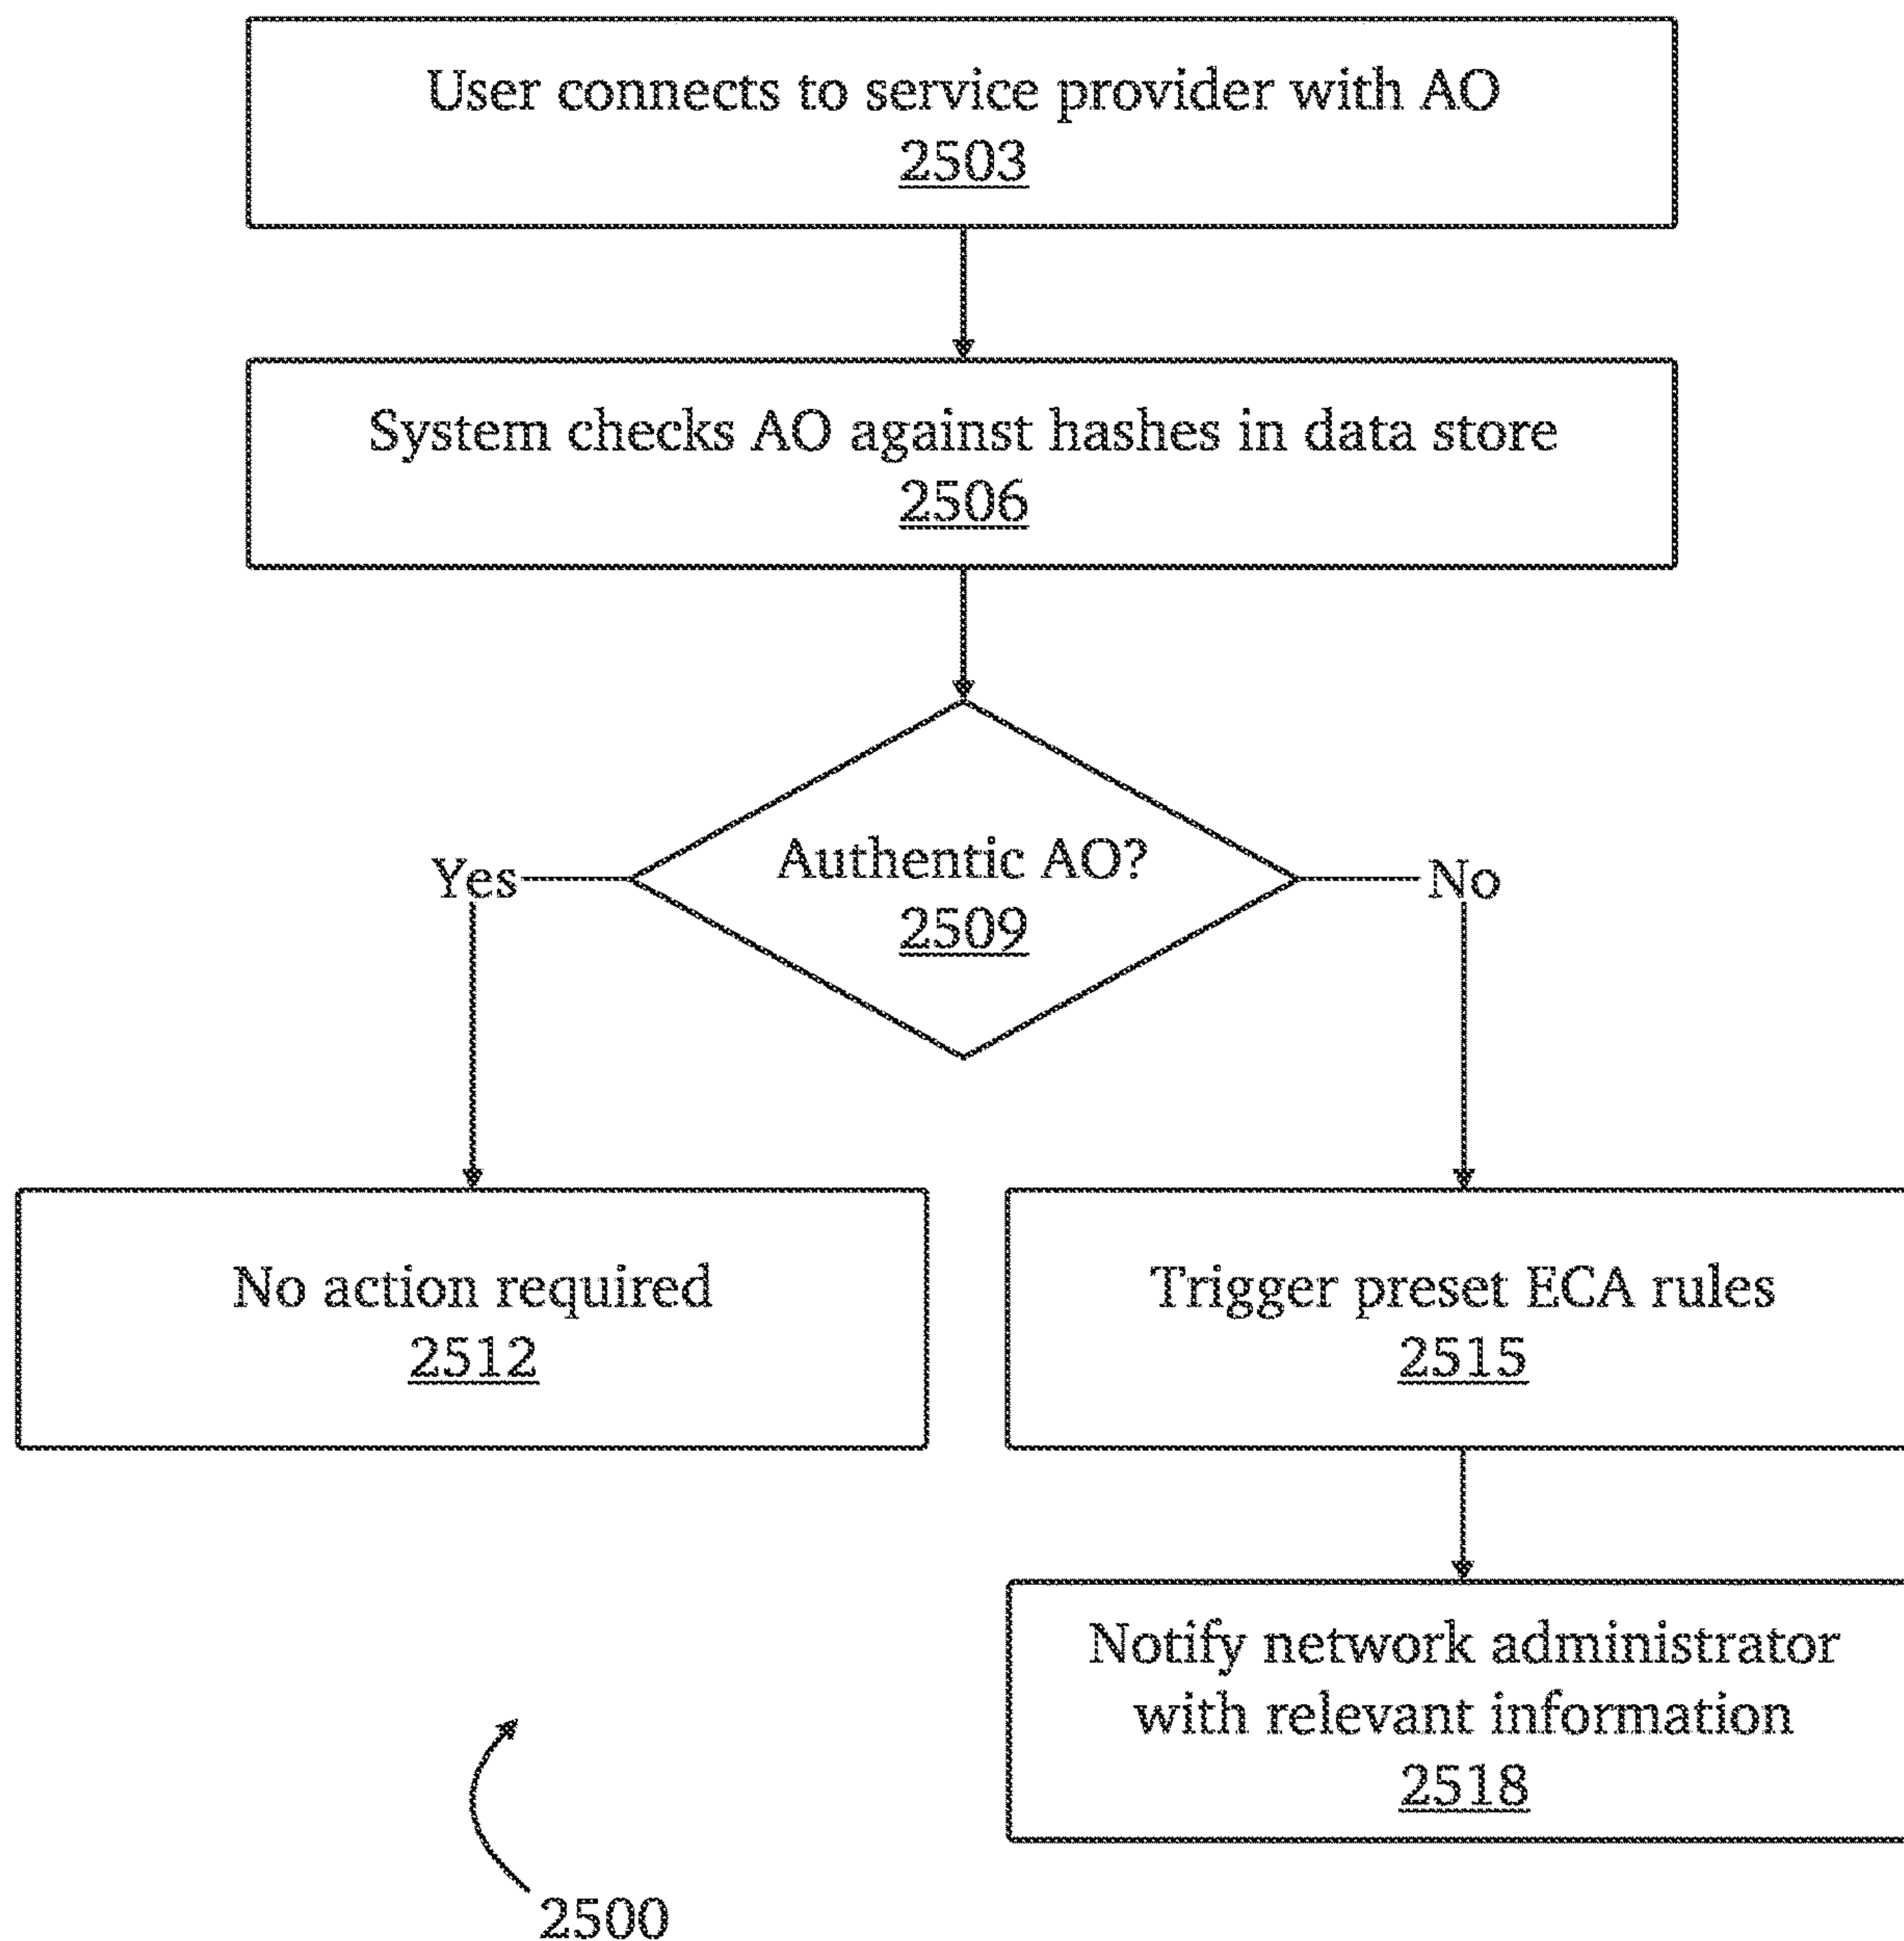 User connects to service provider with AO
2503
System checks AO against hashes in data store
2506
Authentic AO?
2509
Yes
No
No action required
2512
Trigger preset ECA rules
2515
Notify network administrator
with relevant information
2518
2500